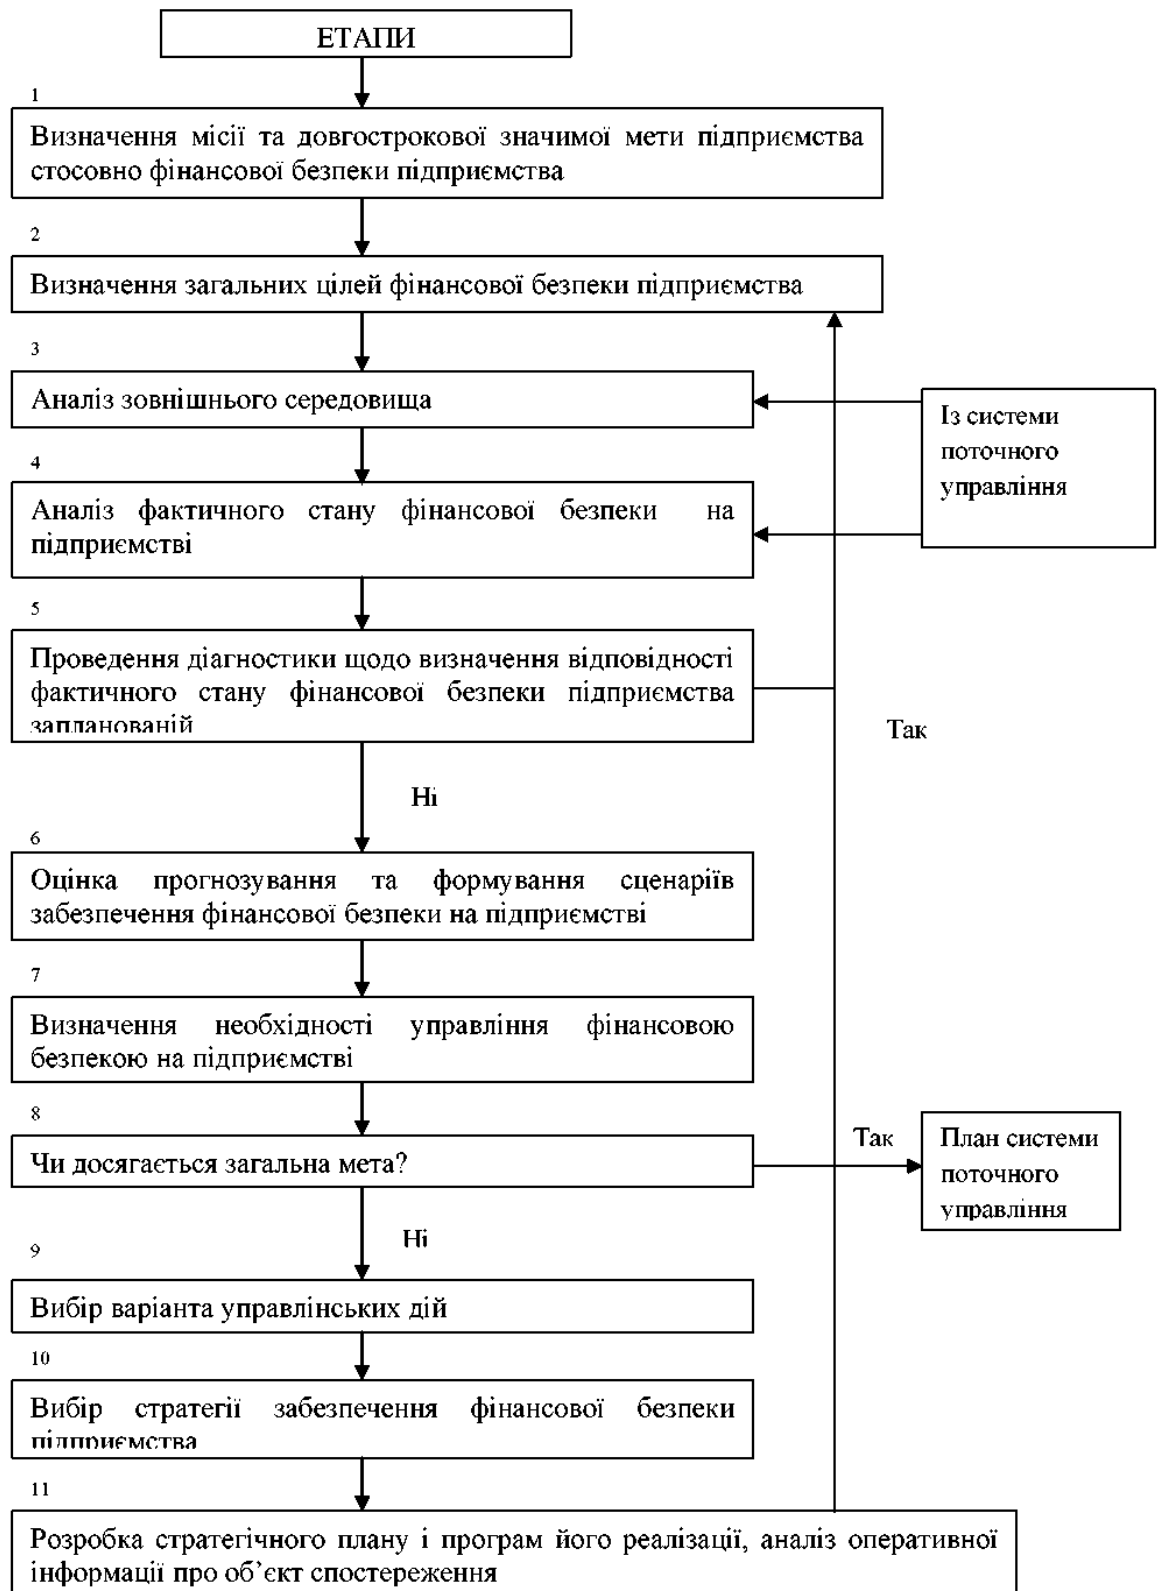 ЕТАПИ
1
Визначення місії та довгострокової значимої мети підприємства
стосовно фінансової безпеки підприємства
2
Визначення загальних цілей фінансової безпеки підприємства
3
Аналіз зовнішнього середовища
Із системи
поточного
управління
4
Аналіз фактичного стану фінансової безпеки на
підприємстві
5
Проведення діагностики щодо визначення відповідності
фактичного стану фінансової безпеки підприємства
запланованій
Так
Ні
6
Оцінка прогнозування та формування сценаріїв
забезпечення фінансової безпеки на підприємстві
7
Визначення необхідності управління фінансовою
безпекою на підприємстві
8
Чи досягається загальна мета?
Так
План системи
поточного
управління
Ні
9
Вибір варіанта управлінських дій
10
Вибір стратегії забезпечення фінансової безпеки
підприємства
11
Розробка стратегічного плану і програм його реалізації, аналіз оперативної
інформації про об’єкт спостереження